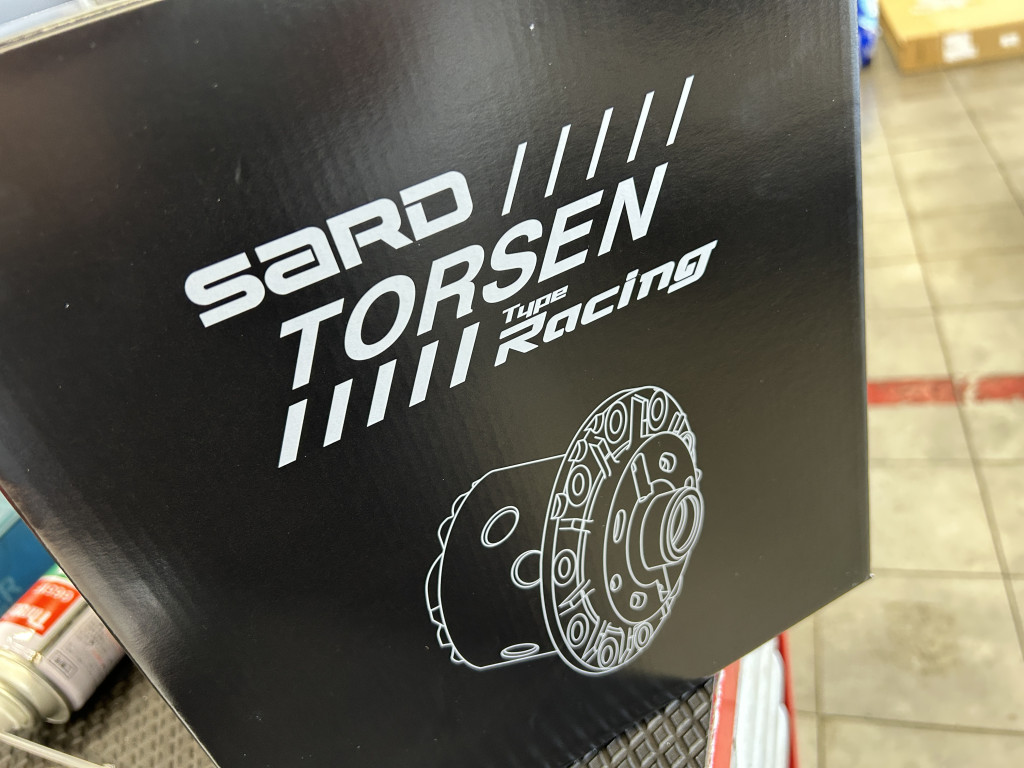 SARD
TORSEN
Type
Racing